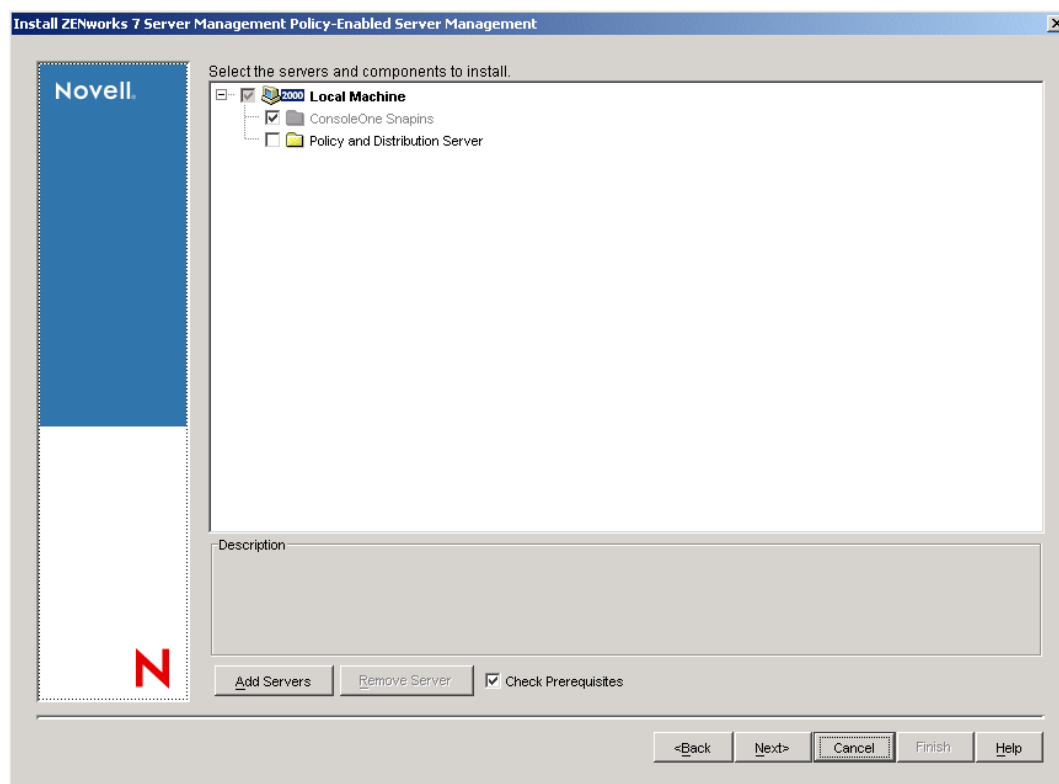 Install ZENworks 7 Server Management Policy-Enabled Server Management
Novell.
Select the servers and components to install.
2000 Local Machine
ConsoleOne Snapins
Policy and Distribution Server
Description
N
Add Servers
Remove Server
Check Prerequisites
<Back
Next>
Cancel
Finish
Help